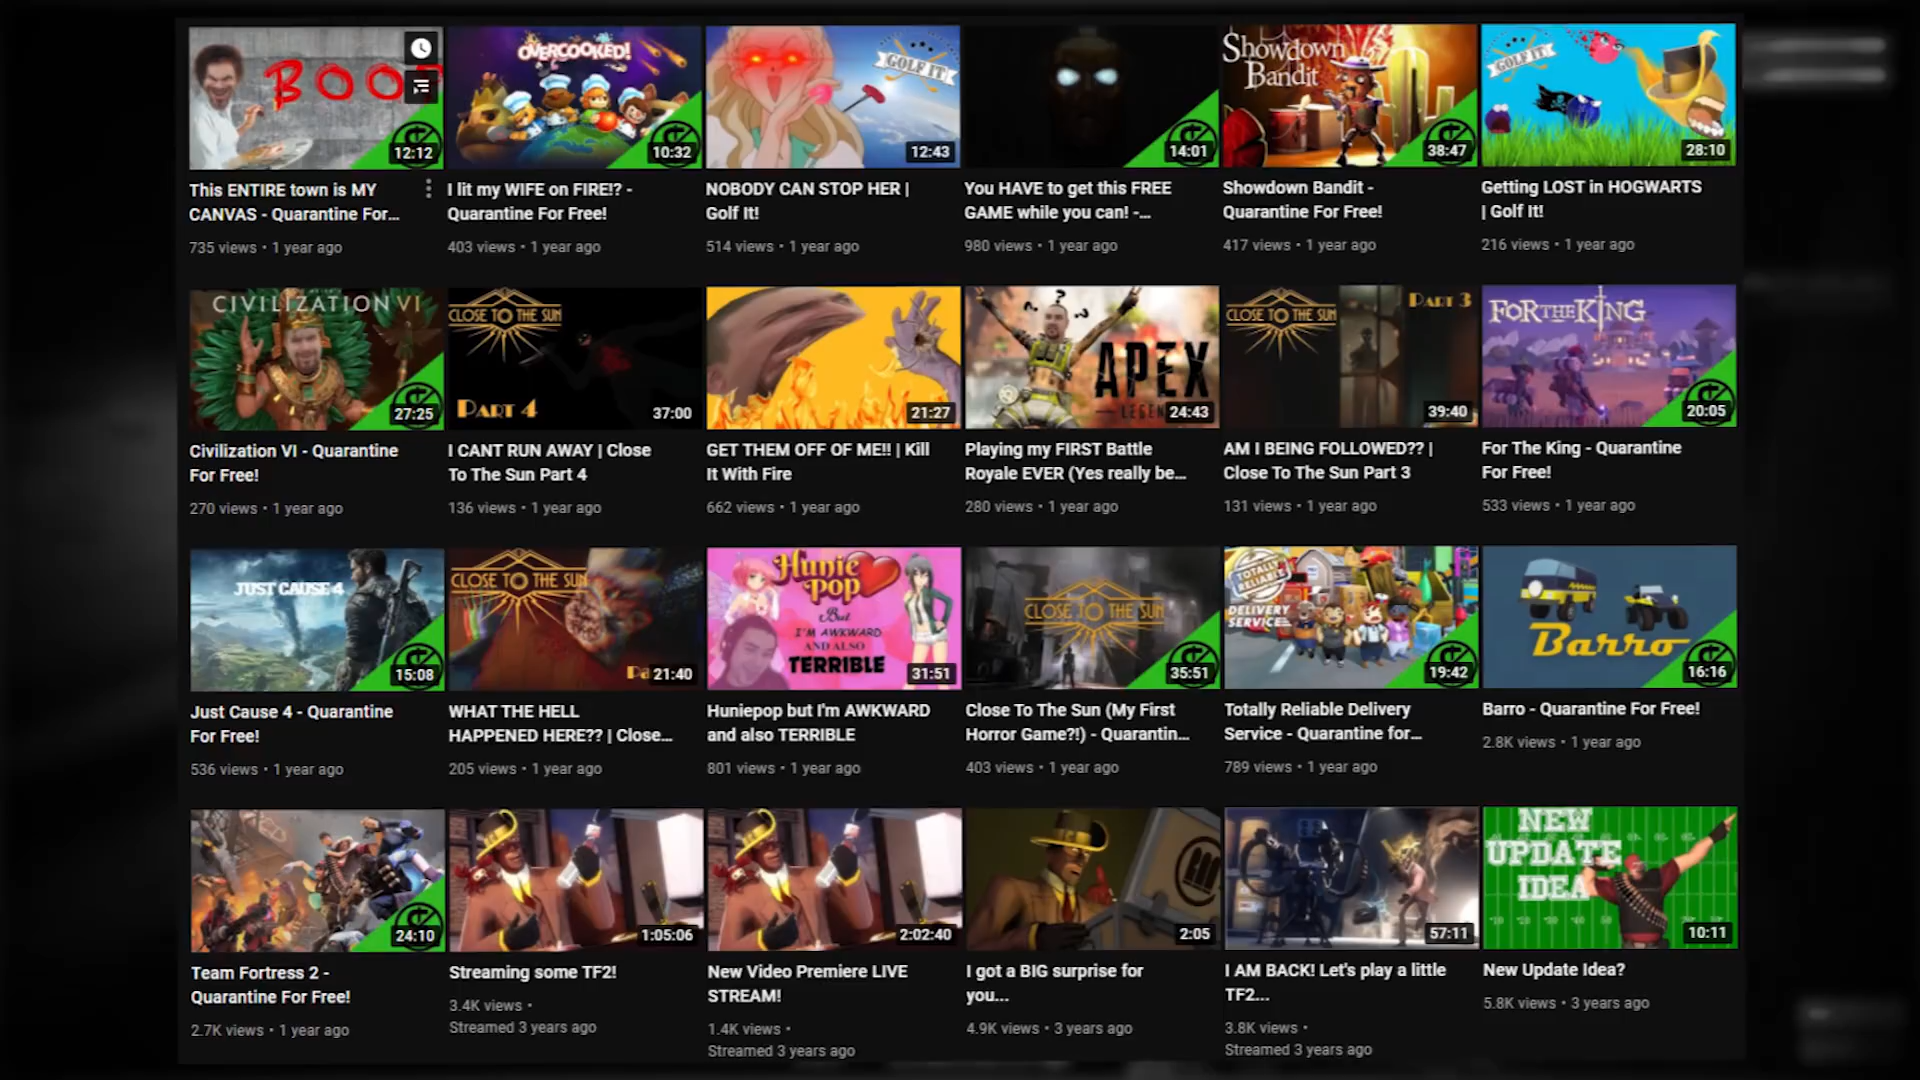 BOO
12:12
OVERCOOKED!
10:32
GOLF IT!
12:43
14:01
Showdown
Bandit
38:47
GOLF IT!
28:10
This ENTIRE town is MY
CANVAS - Quarantine For...
735 views • 1 year ago
I lit my WIFE on FIRE!? -
Quarantine For Free!
403 views • 1 year ago
NOBODY CAN STOP HER |
Golf It!
514 views • 1 year ago
You HAVE to get this FREE
GAME while you can! -...
980 views • 1 year ago
Showdown Bandit -
Quarantine For Free!
417 views • 1 year ago
Getting LOST in HOGWARTS
| Golf It!
216 views • 1 year ago
CIVILIZATION VI
27:25
CLOSE TO THE SUN
PART 4
37:00
21:27
APEX
24:43
CLOSE TO THE SUN
PART 3
39:40
FOR THE KING
20:05
Civilization VI - Quarantine
For Free!
270 views • 1 year ago
I CANT RUN AWAY | Close
To The Sun Part 4
136 views • 1 year ago
GET THEM OFF OF ME!! | Kill
It With Fire
662 views • 1 year ago
Playing my FIRST Battle
Royale EVER (Yes really be...
280 views • 1 year ago
AM I BEING FOLLOWED?? |
Close To The Sun Part 3
131 views • 1 year ago
For The King - Quarantine
For Free!
533 views • 1 year ago
JUST CAUSE 4
15:08
CLOSE TO THE SUN
21:40
Hunie
Pop
But
I'M AWKWARD
AND ALSO
TERRIBLE
31:51
CLOSE TO THE SUN
35:51
TOTALLY
RELIABLE
DELIVERY
SERVICE
19:42
Barro
16:16
Just Cause 4 - Quarantine
For Free!
536 views • 1 year ago
WHAT THE HELL
HAPPENED HERE?? | Close...
205 views • 1 year ago
Huniepop but I'm AWKWARD
and also TERRIBLE
801 views • 1 year ago
Close To The Sun (My First
Horror Game?!) - Quarantin...
403 views • 1 year ago
Totally Reliable Delivery
Service - Quarantine for...
789 views • 1 year ago
Barro - Quarantine For Free!
2.8K views • 1 year ago
24:10
1:05:06
2:02:40
2:05
57:11
NEW
UPDATE
IDEA
10:11
Team Fortress 2 -
Quarantine For Free!
2.7K views • 1 year ago
Streaming some TF2!
3.4K views •
Streamed 3 years ago
New Video Premiere LIVE
STREAM!
1.4K views •
Streamed 3 years ago
I got a BIG surprise for
you...
4.9K views • 3 years ago
I AM BACK! Let's play a little
TF2...
3.8K views •
Streamed 3 years ago
New Update Idea?
5.8K views • 3 years ago